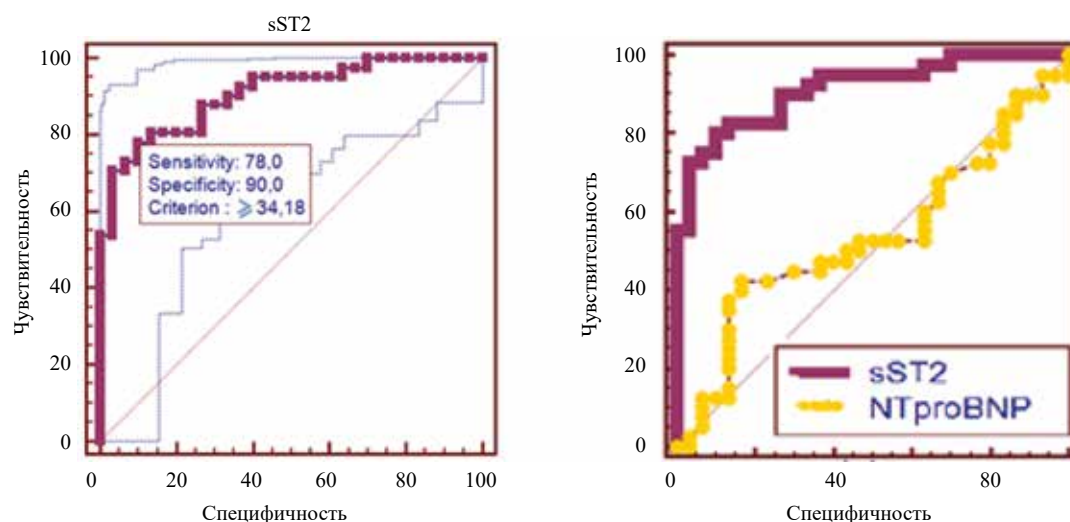 sST2
Чувствительность
100
80
60
40
20
0
Sensitivity: 78,0
Specificity: 90,0
Criterion : ⩾ 34,18
0 20 40 60 80 100
Специфичность
Чувствительность
100
80
60
40
20
0
sST2
NTproBNP
0 40 80
Специфичность